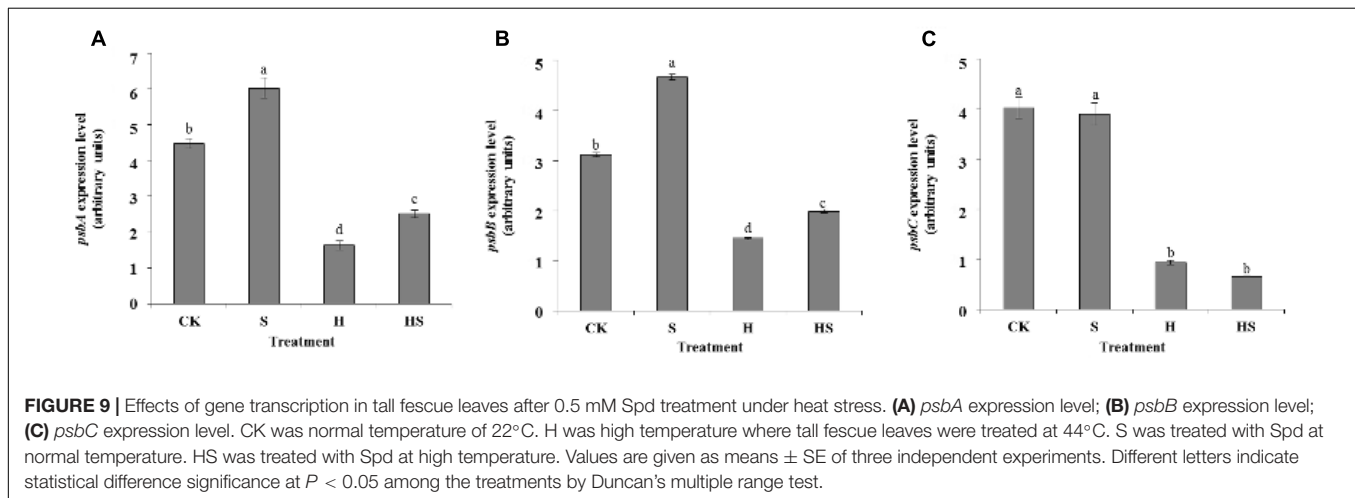 A
psbA expression level
(arbitrary units)
7
6
5
4
3
2
1
0
b
a
d
c
CK
S
H
HS
Treatment
B
psbB expression level
(arbitrary units)
5
4
3
2
1
0
b
a
d
c
CK
S
H
HS
Treatment
C
psbC expression level
(arbitrary units)
5
4
3
2
1
0
a
a
b
b
CK
S
H
HS
Treatment
FIGURE 9 | Effects of gene transcription in tall fescue leaves after 0.5 mM Spd treatment under heat stress. (A) psbA expression level; (B) psbB expression level;
(C) psbC expression level. CK was normal temperature of 22°C. H was high temperature where tall fescue leaves were treated at 44°C. S was treated with Spd at
normal temperature. HS was treated with Spd at high temperature. Values are given as means ± SE of three independent experiments. Different letters indicate
statistical difference significance at P < 0.05 among the treatments by Duncan's multiple range test.